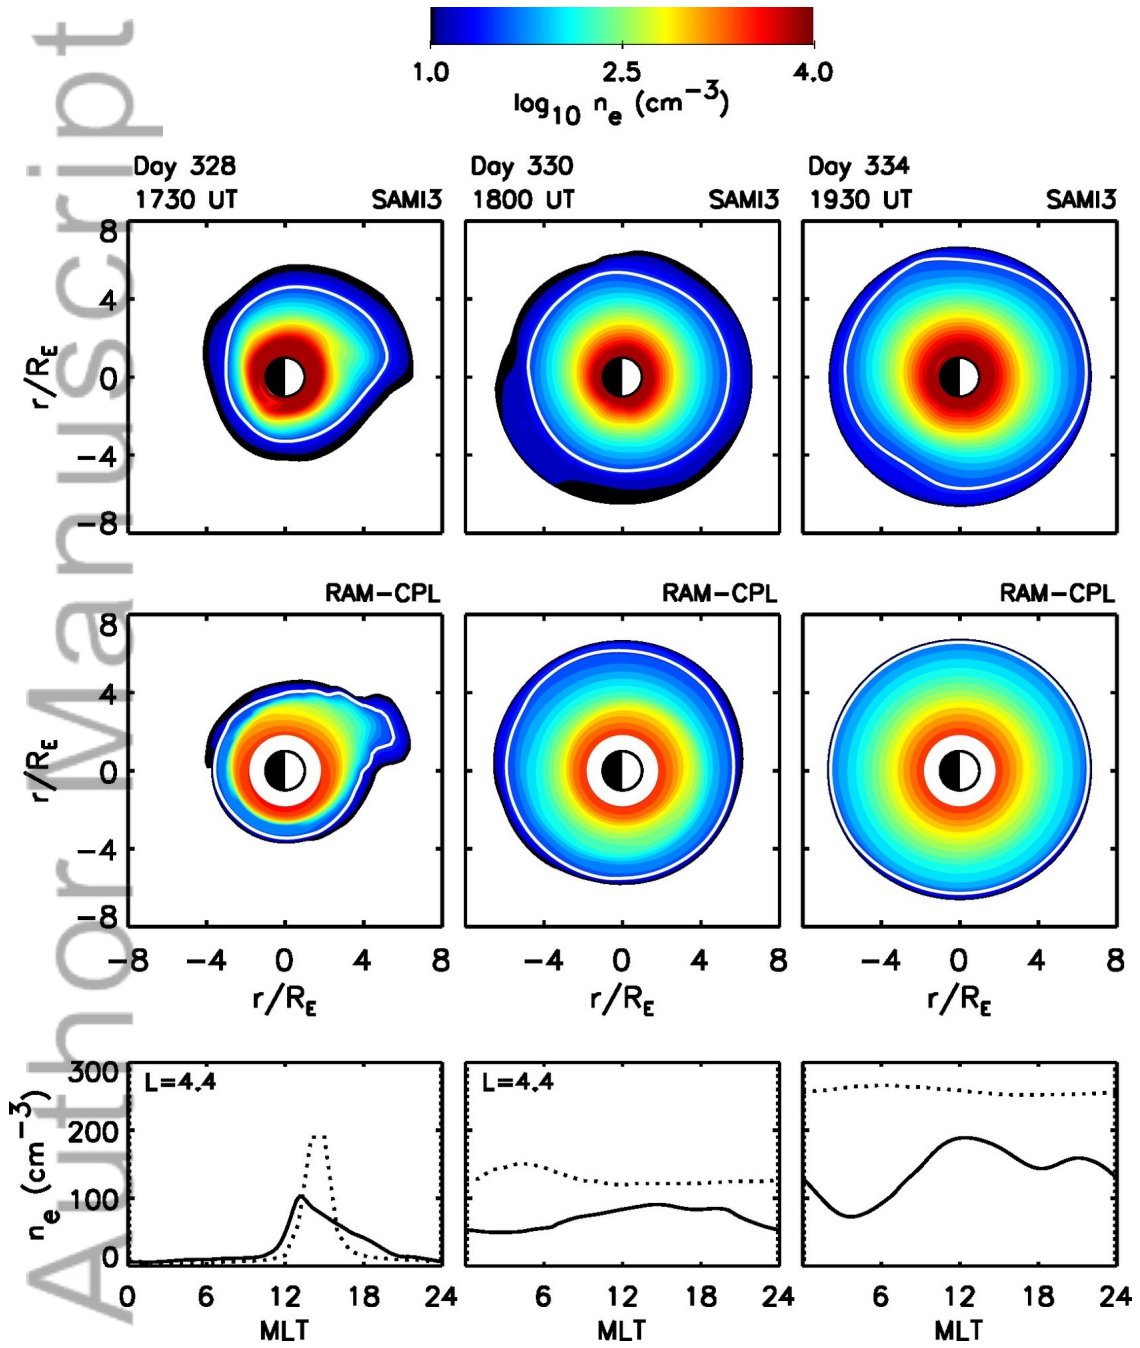 Author Manuscript
1.0 2.5 4.0
log10 ne (cm−3)
Day 328 Day 330 Day 334
1730 UT SAMI3 1800 UT SAMI3 1930 UT SAMI3
8
4
0
−4
−8
r/RE
RAM−CPL RAM−CPL RAM−CPL
8
4
0
−4
−8
r/RE
−8 −4 0 4 8 −4 0 4 8 −4 0 4 8
r/RE r/RE r/RE
L=4.4 L=4.4
300
200
100
0
ne (cm−3)
0 6 12 18 24 6 12 18 24 6 12 18 24
MLT MLT MLT